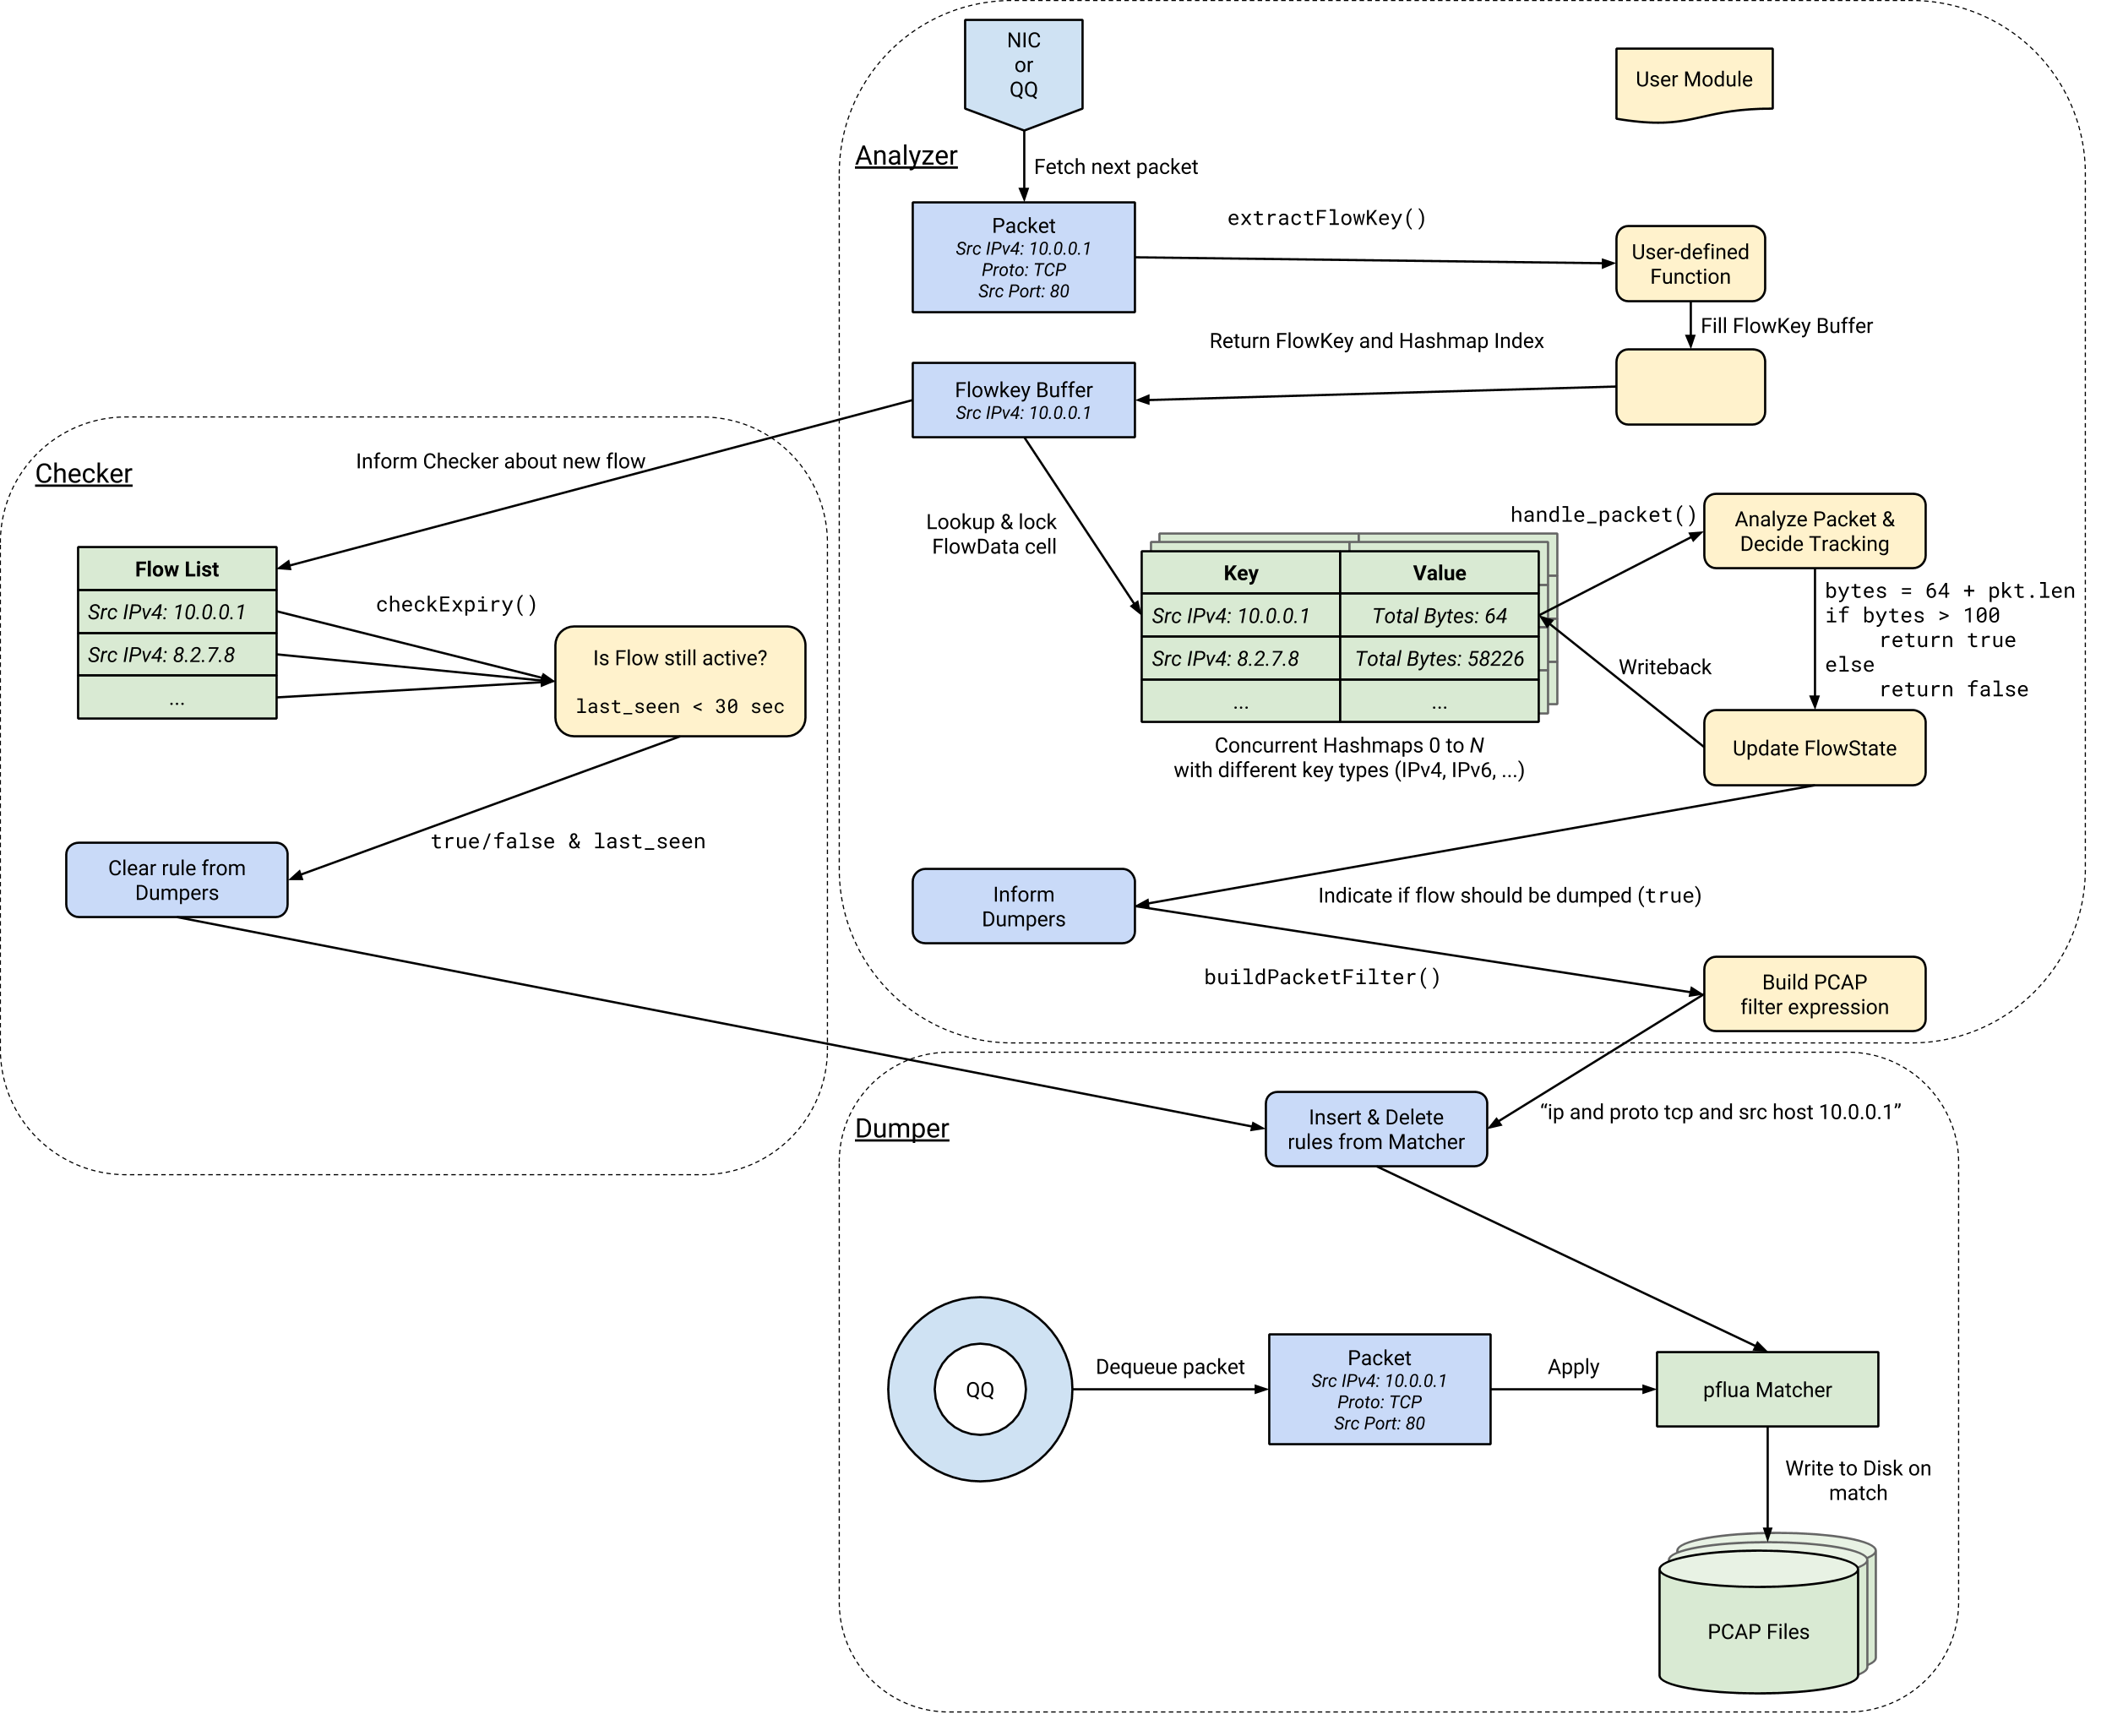 NIC
or
QQ
User Module
Analyzer
Fetch next packet
Packet
Src IPv4: 10.0.0.1
Proto: TCP
Src Port: 80
extractFlowKey()
User-defined
Function
Fill FlowKey Buffer
Return FlowKey and Hashmap Index
Flowkey Buffer
Src IPv4: 10.0.0.1
Inform Checker about new flow
Checker
Lookup & lock
FlowData cell
handle_packet()
Analyze Packet &
Decide Tracking
Key Value
Src IPv4: 10.0.0.1 Total Bytes: 64
Src IPv4: 8.2.7.8 Total Bytes: 58226
... ...
bytes = 64 + pkt.len
if bytes > 100
return true
else
return false
Writeback
Update FlowState
Concurrent Hashmaps 0 to N
with different key types (IPv4, IPv6, ...)
Flow List
Src IPv4: 10.0.0.1
Src IPv4: 8.2.7.8
...
checkExpiry()
Is Flow still active?
last_seen < 30 sec
true/false & last_seen
Clear rule from
Dumpers
Inform
Dumpers
Indicate if flow should be dumped (true)
buildPacketFilter()
Build PCAP
filter expression
Dumper
Insert & Delete
rules from Matcher
“ip and proto tcp and src host 10.0.0.1”
QQ
Dequeue packet
Packet
Src IPv4: 10.0.0.1
Proto: TCP
Src Port: 80
Apply
pflua Matcher
Write to Disk on
match
PCAP Files